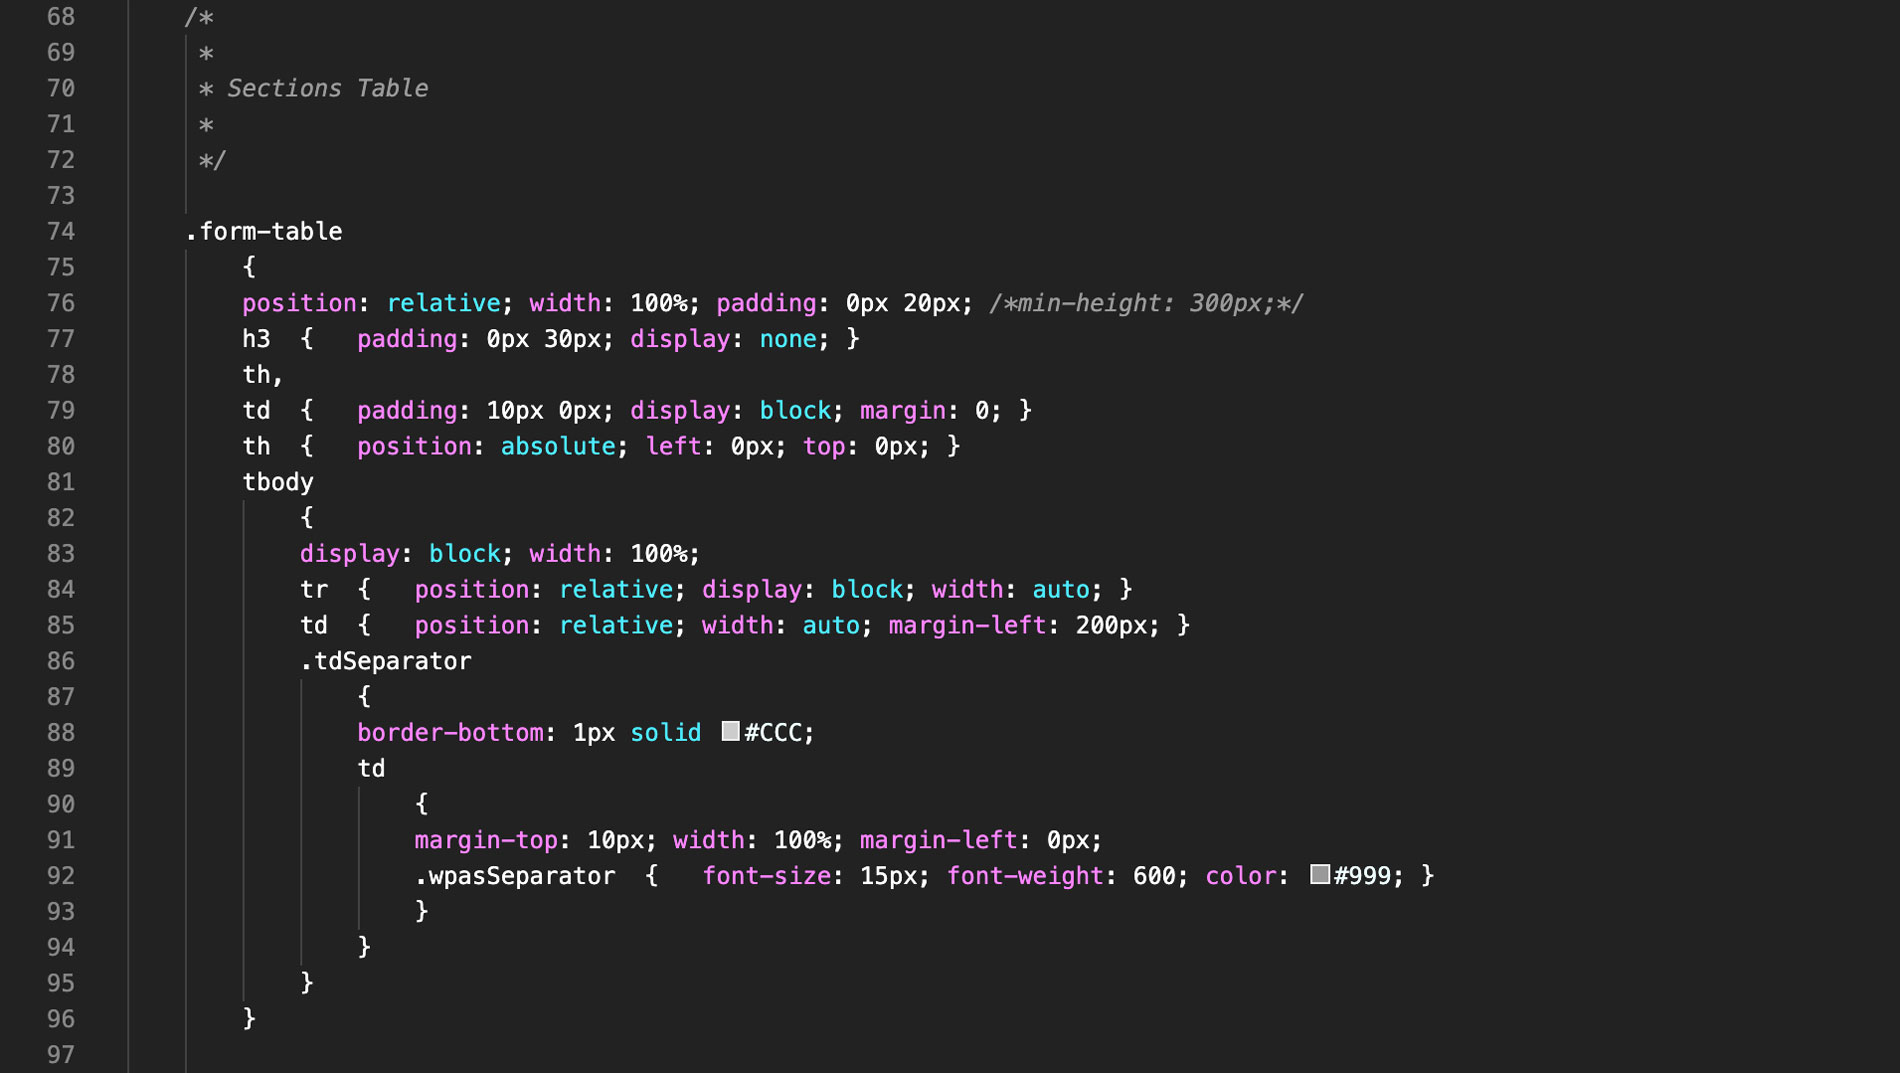 68 /*
69 *
70 * Sections Table
71 *
72 */
73
74 .form-table
75 {
76 position: relative; width: 100%; padding: 0px 20px; /*min-height: 300px;*/
77 h3 { padding: 0px 30px; display: none; }
78 th,
79 td { padding: 10px 0px; display: block; margin: 0; }
80 th { position: absolute; left: 0px; top: 0px; }
81 tbody
82 {
83 display: block; width: 100%;
84 tr { position: relative; display: block; width: auto; }
85 td { position: relative; width: auto; margin-left: 200px; }
86 .tdSeparator
87 {
88 border-bottom: 1px solid #CCC;
89 td
90 {
91 margin-top: 10px; width: 100%; margin-left: 0px;
92 .wpasSeparator { font-size: 15px; font-weight: 600; color: #999; }
93 }
94 }
95 }
96 }
97